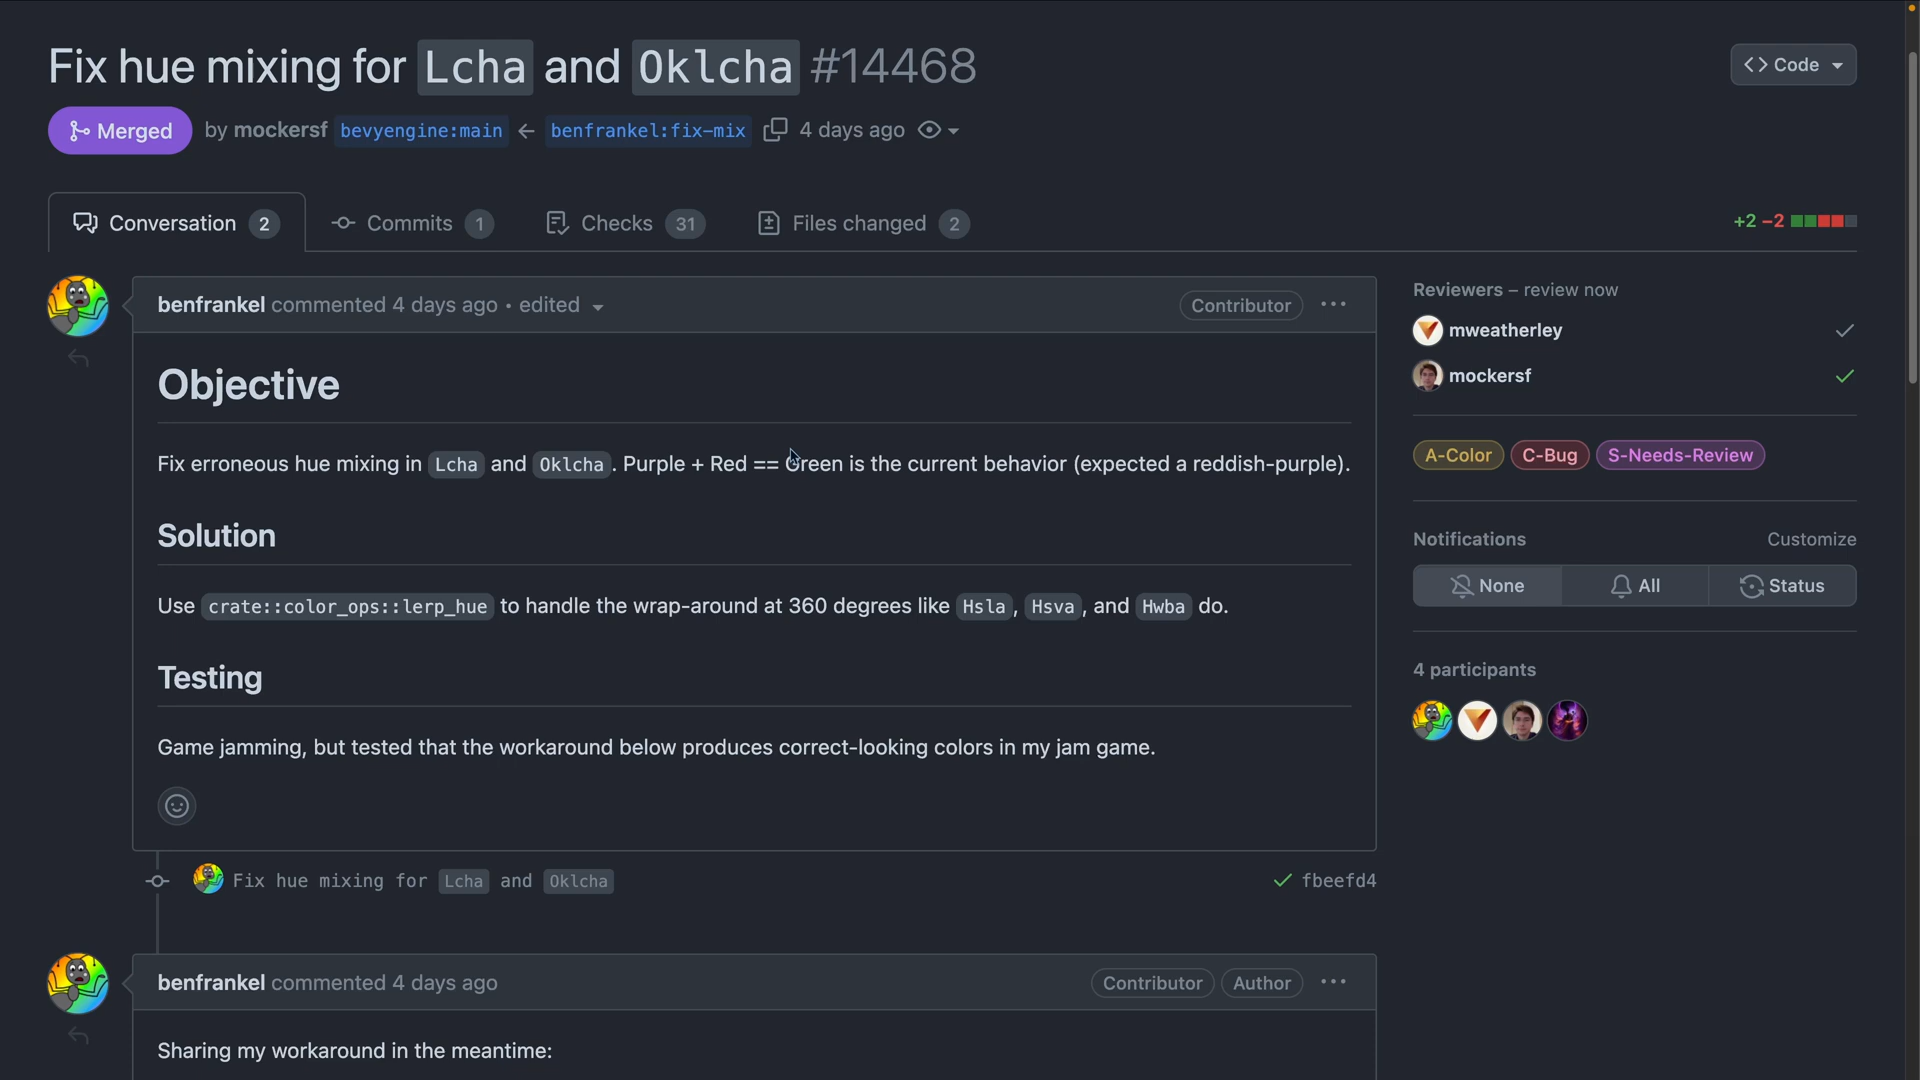 Fix hue mixing for Lcha and Oklcha #14468
<> Code
Merged by mockersf bevyengine:main ← benfrankel:fix-mix 4 days ago
Conversation 2 Commits 1 Checks 31 Files changed 2
+2 −2
benfrankel commented 4 days ago • edited
Contributor
Objective
Fix erroneous hue mixing in Lcha and Oklcha. Purple + Red == Green is the current behavior (expected a reddish-purple).
Solution
Use crate::color_ops::lerp_hue to handle the wrap-around at 360 degrees like Hsla, Hsva, and Hwba do.
Testing
Game jamming, but tested that the workaround below produces correct-looking colors in my jam game.
Fix hue mixing for Lcha and Oklcha
fbeefd4
benfrankel commented 4 days ago
Contributor Author
Sharing my workaround in the meantime:
Reviewers – review now
mweatherley
mockersf
A-Color C-Bug S-Needs-Review
Notifications Customize
None All Status
4 participants